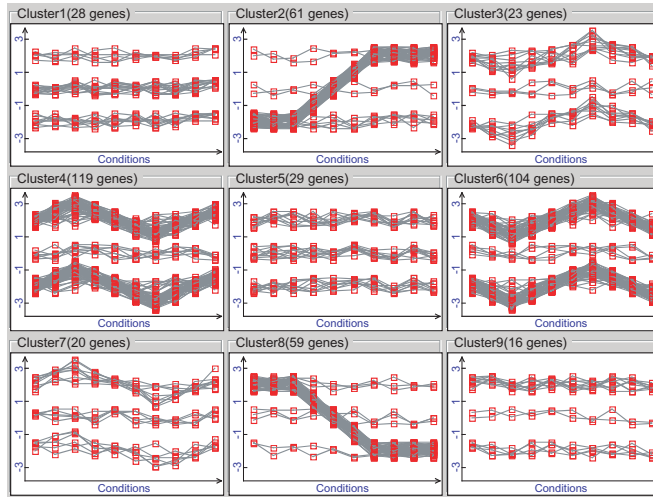 Cluster1(28 genes)
3
1
-1
-3
Conditions
Cluster2(61 genes)
3
1
-1
-3
Conditions
Cluster3(23 genes)
3
1
-1
-3
Conditions
Cluster4(119 genes)
3
1
-1
-3
Conditions
Cluster5(29 genes)
3
1
-1
-3
Conditions
Cluster6(104 genes)
3
1
-1
-3
Conditions
Cluster7(20 genes)
3
1
-1
-3
Conditions
Cluster8(59 genes)
3
1
-1
-3
Conditions
Cluster9(16 genes)
3
1
-1
-3
Conditions